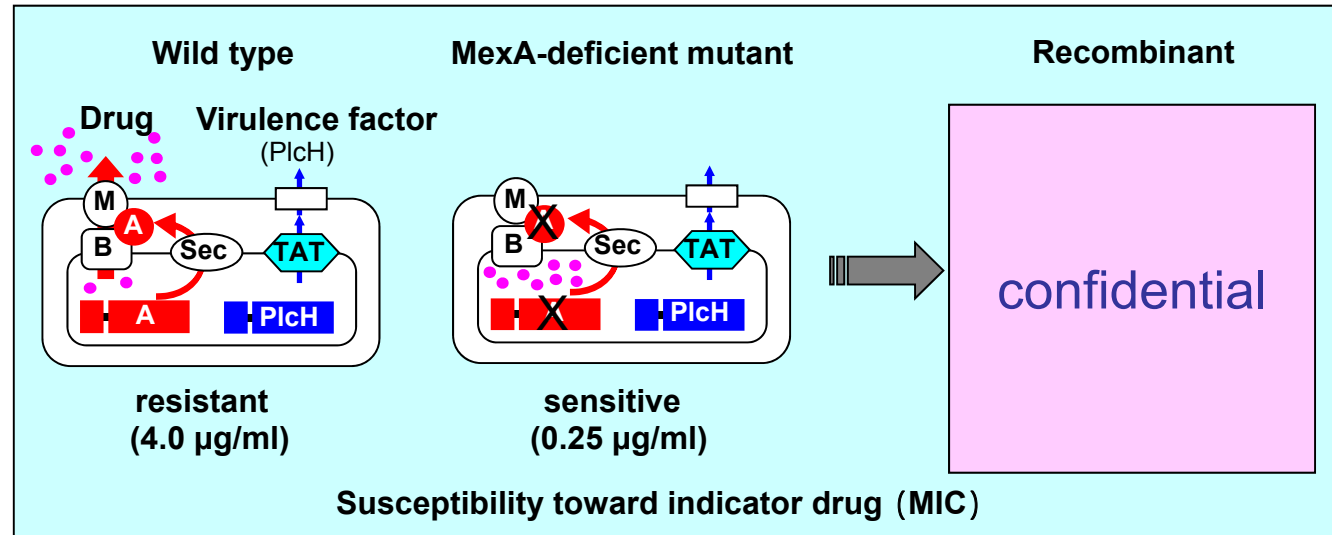 Wild type
MexA-deficient mutant
Recombinant
Drug
Virulence factor
(PlcH)
M
A
B
Sec
TAT
A
PlcH
M
B
Sec
TAT
PlcH
confidential
resistant
(4.0 µg/ml)
sensitive
(0.25 µg/ml)
Susceptibility toward indicator drug (MIC)